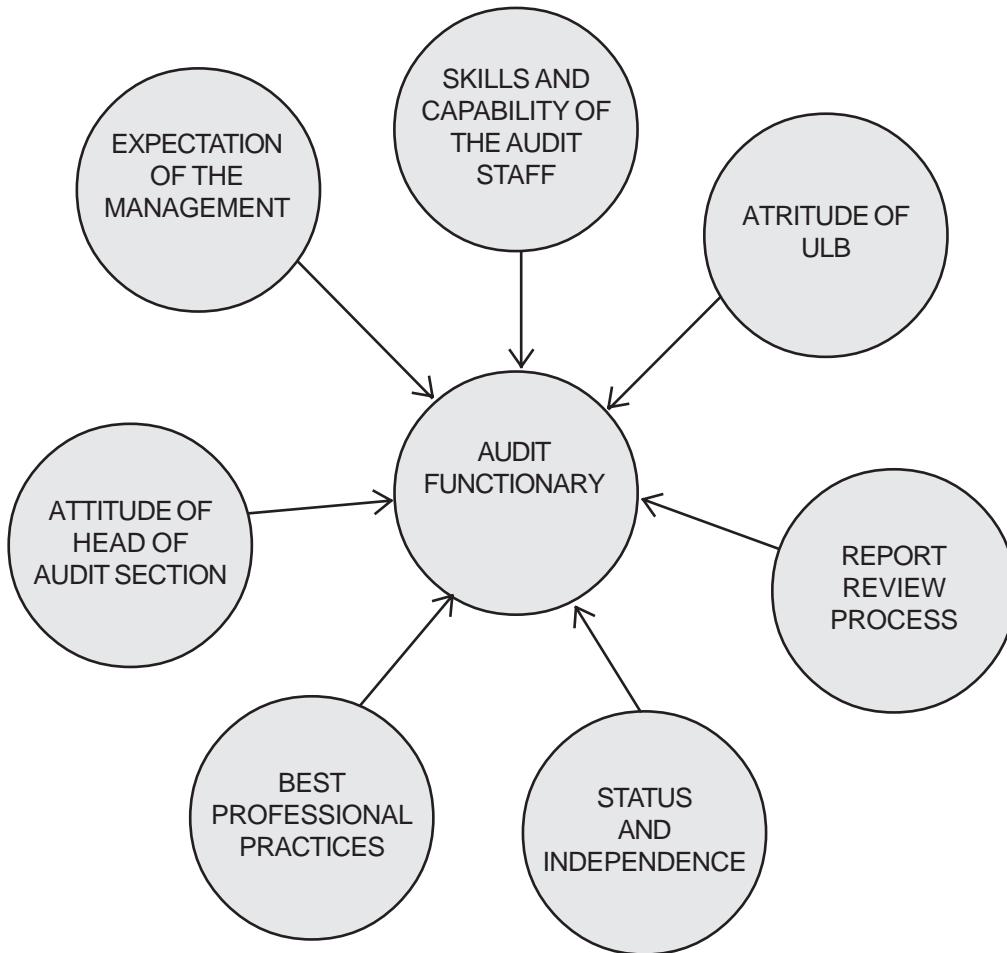 SKILLS AND
CAPABILITY OF
THE AUDIT
STAFF
EXPECTATION
OF THE
MANAGEMENT
ATRITUDE OF
ULB
AUDIT
FUNCTIONARY
ATTITUDE OF
HEAD OF
AUDIT SECTION
REPORT
REVIEW
PROCESS
BEST
PROFESSIONAL
PRACTICES
STATUS
AND
INDEPENDENCE